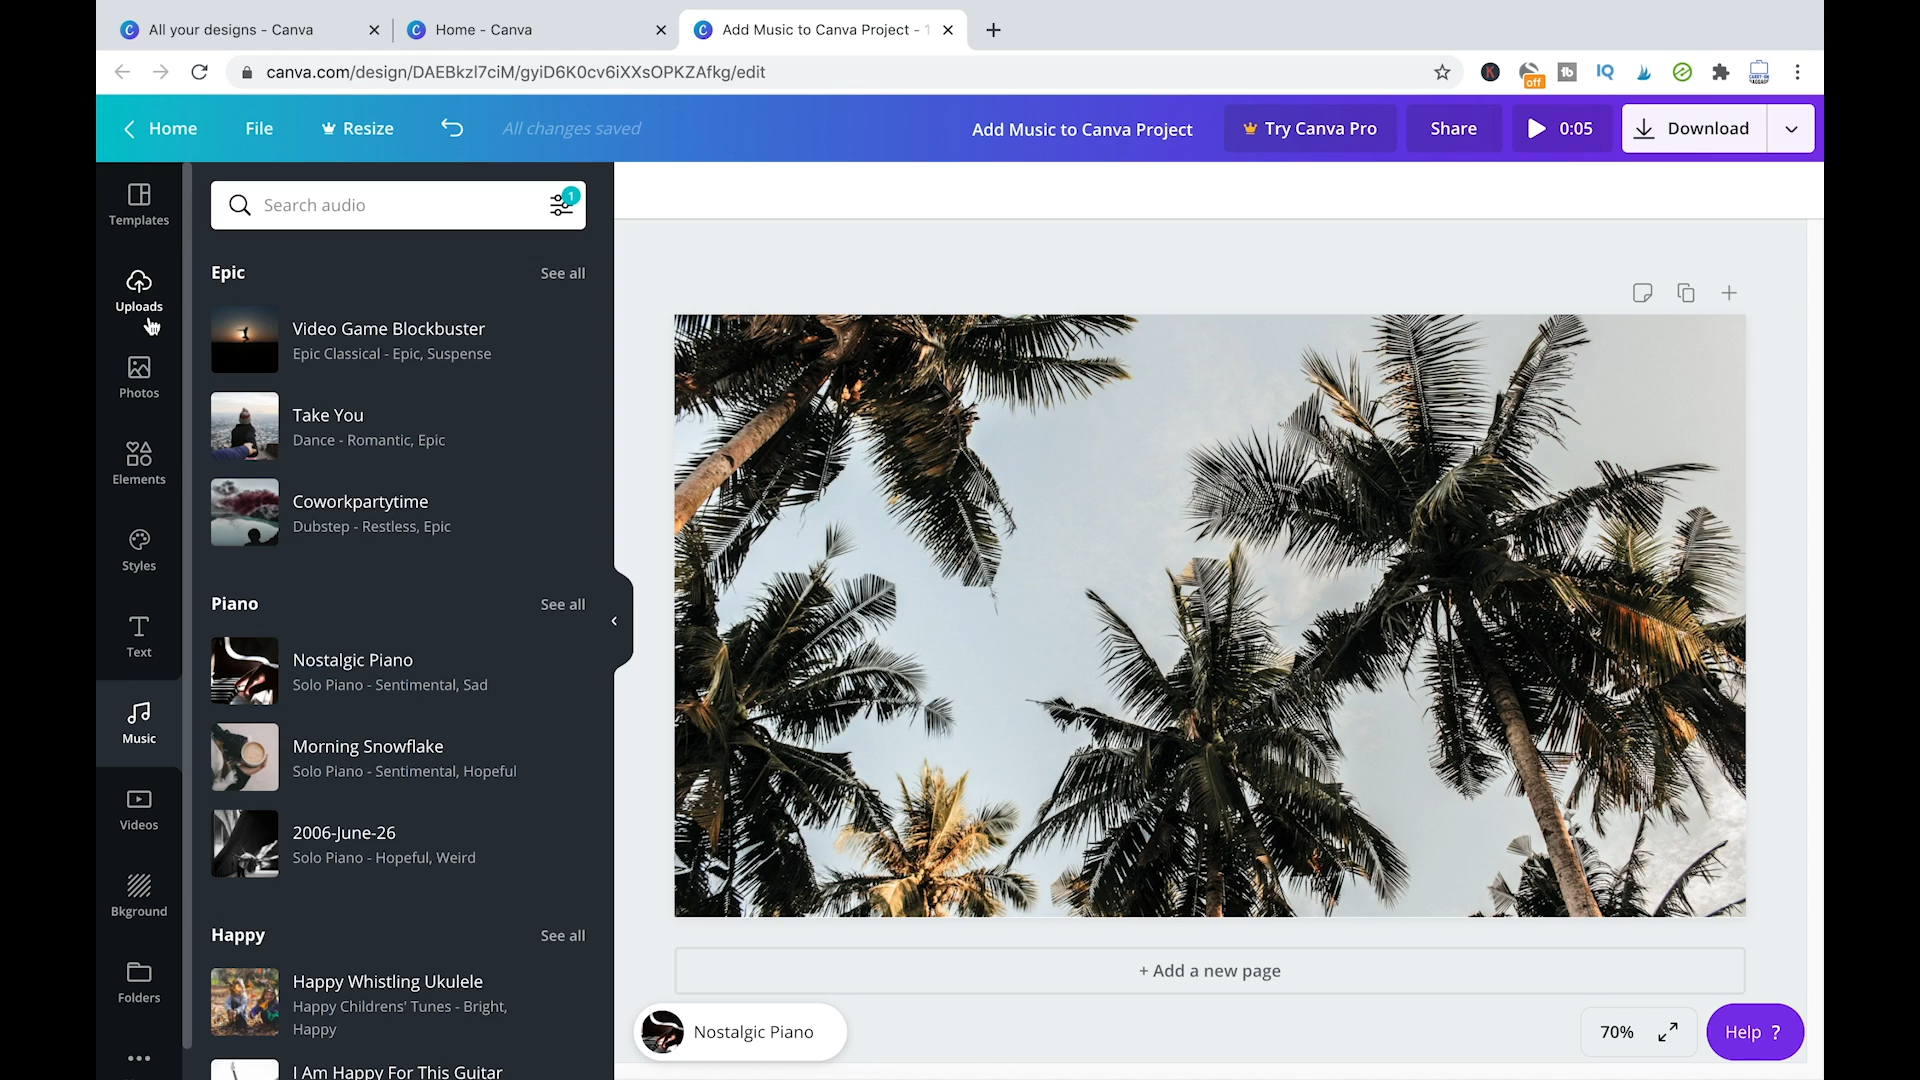 All your designs - Canva
Home - Canva
Add Music to Canva Project - 1
canva.com/design/DAEBkzl7ciM/gyiD6K0cv6iXXsOPKZAfkg/edit
K
off
tb
IQ
Home
File
Resize
All changes saved
Add Music to Canva Project
Try Canva Pro
Share
0:05
Download
Templates
Uploads
Photos
Elements
Styles
Text
Music
Videos
Bkground
Folders
Search audio
1
Epic
See all
Video Game Blockbuster
Epic Classical - Epic, Suspense
Take You
Dance - Romantic, Epic
Coworkpartytime
Dubstep - Restless, Epic
Piano
See all
Nostalgic Piano
Solo Piano - Sentimental, Sad
Morning Snowflake
Solo Piano - Sentimental, Hopeful
2006-June-26
Solo Piano - Hopeful, Weird
Happy
See all
Happy Whistling Ukulele
Happy Childrens' Tunes - Bright,
Happy
I Am Happy For This Guitar
+ Add a new page
Nostalgic Piano
70%
Help ?